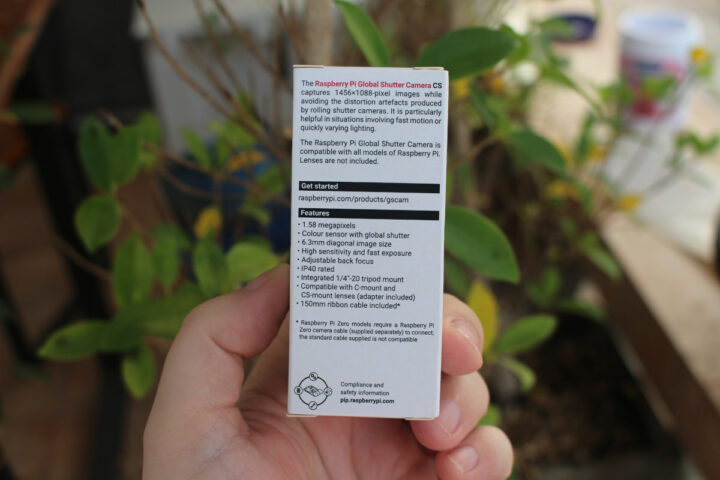 The Raspberry Pi Global Shutter Camera CS
captures 1456×1088-pixel images while
avoiding the distortion artefacts produced
by rolling shutter cameras. It is particularly
helpful in situations involving fast motion or
quickly varying lighting.
The Raspberry Pi Global Shutter Camera is
compatible with all models of Raspberry Pi.
Lenses are not included.
Get started
raspberrypi.com/products/gscam
Features
• 1.58 megapixels
• Colour sensor with global shutter
• 6.3mm diagonal image size
• High sensitivity and fast exposure
• Adjustable back focus
• IP40 rated
• Integrated 1/4"-20 tripod mount
• Compatible with C-mount and
CS-mount lenses (adapter included)
• 150mm ribbon cable included*
* Raspberry Pi Zero models require a Raspberry Pi
Zero camera cable (supplied separately) to connect;
the standard cable supplied is not compatible
Compliance and
safety information
pip.raspberrypi.com